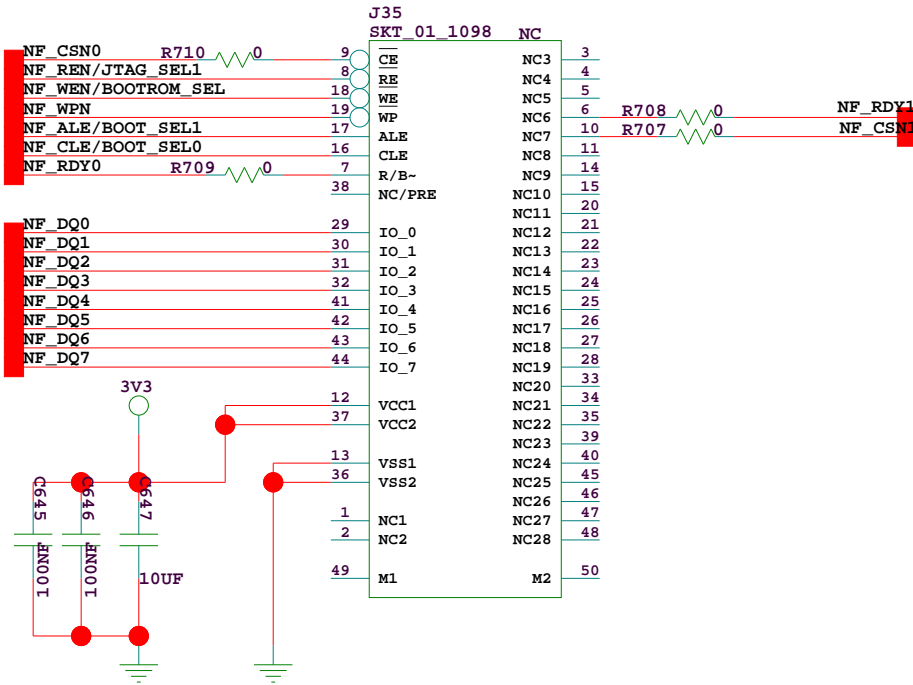 J35
SKT_01_1098 NC
NF_CSN0 R710 0 9 CE NC3 3
NF_REN/JTAG_SEL1 8 RE NC4 4
NF_WEN/BOOTROM_SEL 18 WE NC5 5
NF_WPN 19 WP NC6 6 R708 0 NF_RDY1
NF_ALE/BOOT_SEL1 17 ALE NC7 10 R707 0 NF_CSN1
NF_CLE/BOOT_SEL0 16 CLE NC8 11
NF_RDY0 R709 0 7 R/B~ NC9 14
38 NC/PRE NC10 15
NC11 20
NF_DQ0 29 IO_0 NC12 21
NF_DQ1 30 IO_1 NC13 22
NF_DQ2 31 IO_2 NC14 23
NF_DQ3 32 IO_3 NC15 24
NF_DQ4 41 IO_4 NC16 25
NF_DQ5 42 IO_5 NC17 26
NF_DQ6 43 IO_6 NC18 27
NF_DQ7 44 IO_7 NC19 28
3V3 NC20 33
12 VCC1 NC21 34
37 VCC2 NC22 35
NC23 39
13 VSS1 NC24 40
36 VSS2 NC25 45
NC26 46
1 NC1 NC27 47
2 NC2 NC28 48
49 M1 M2 50
C645 C646 C647
100NF 100NF 10UF